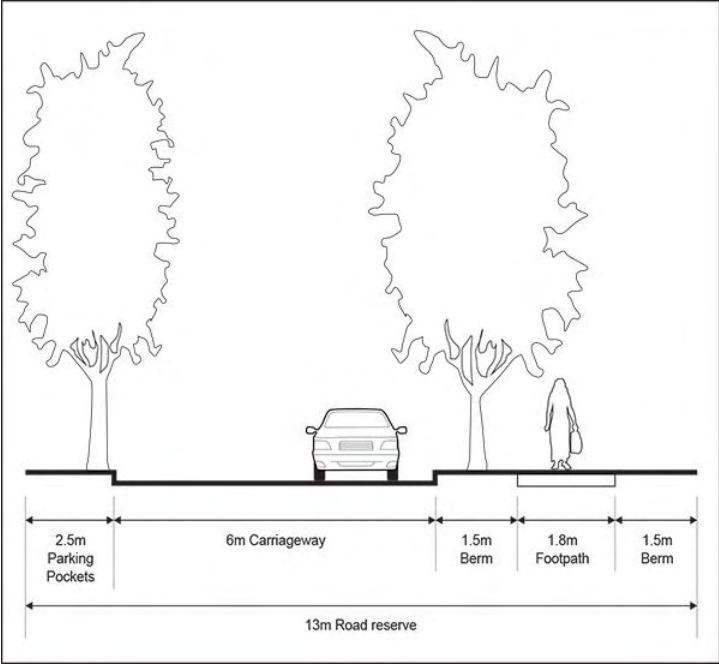 2.5m
Parking
Pockets
6m Carriageway
1.5m
Berm
1.8m
Footpath
1.5m
Berm
13m Road reserve